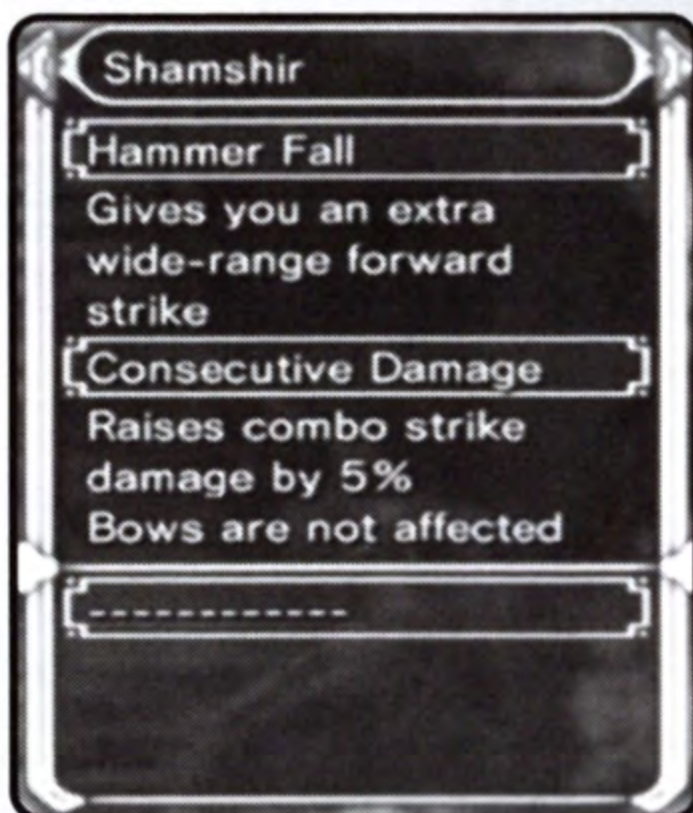 Shamshir
Hammer Fall
Gives you an extra
wide-range forward
strike
Consecutive Damage
Raises combo strike
damage by 5%
Bows are not affected
------------